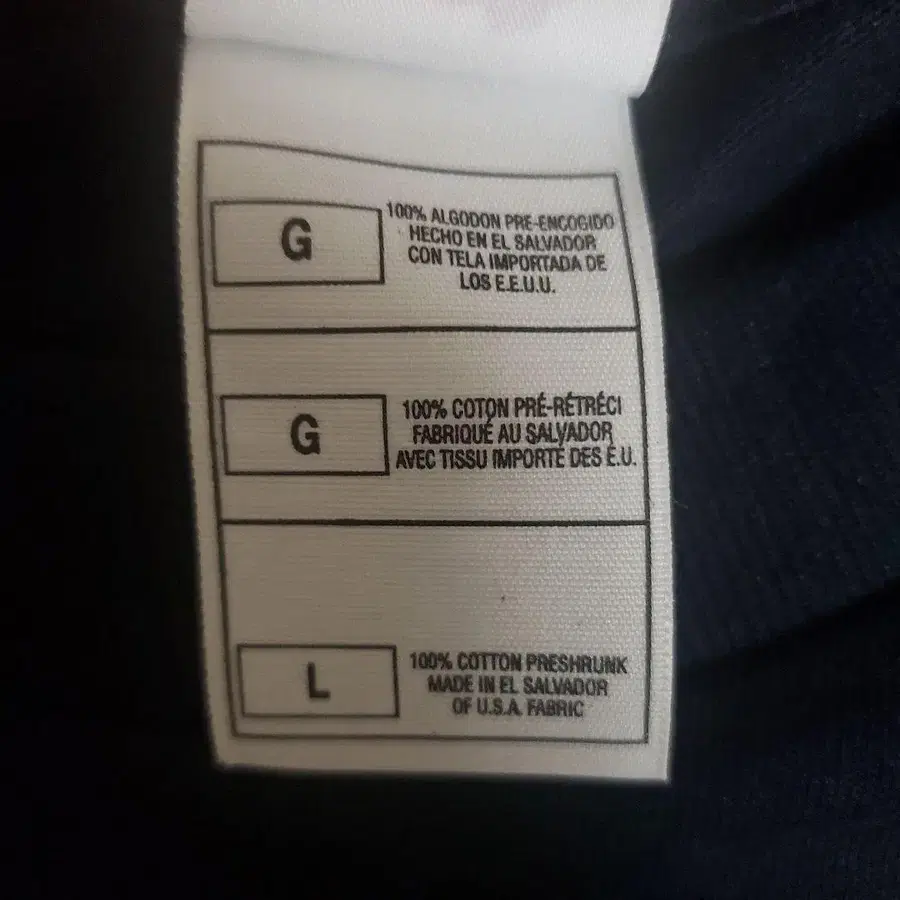 G
100% ALGODON PRE-ENCOGIDO
HECHO EN EL SALVADOR
CON TELA IMPORTADA DE
LOS E.E.U.U.
G
100% COTON PRÉ-RÉTRÉCI
FABRIQUÉ AU SALVADOR
AVEC TISSU IMPORTÉ DES É.U.
L
100% COTTON PRESHRUNK
MADE IN EL SALVADOR
OF U.S.A. FABRIC